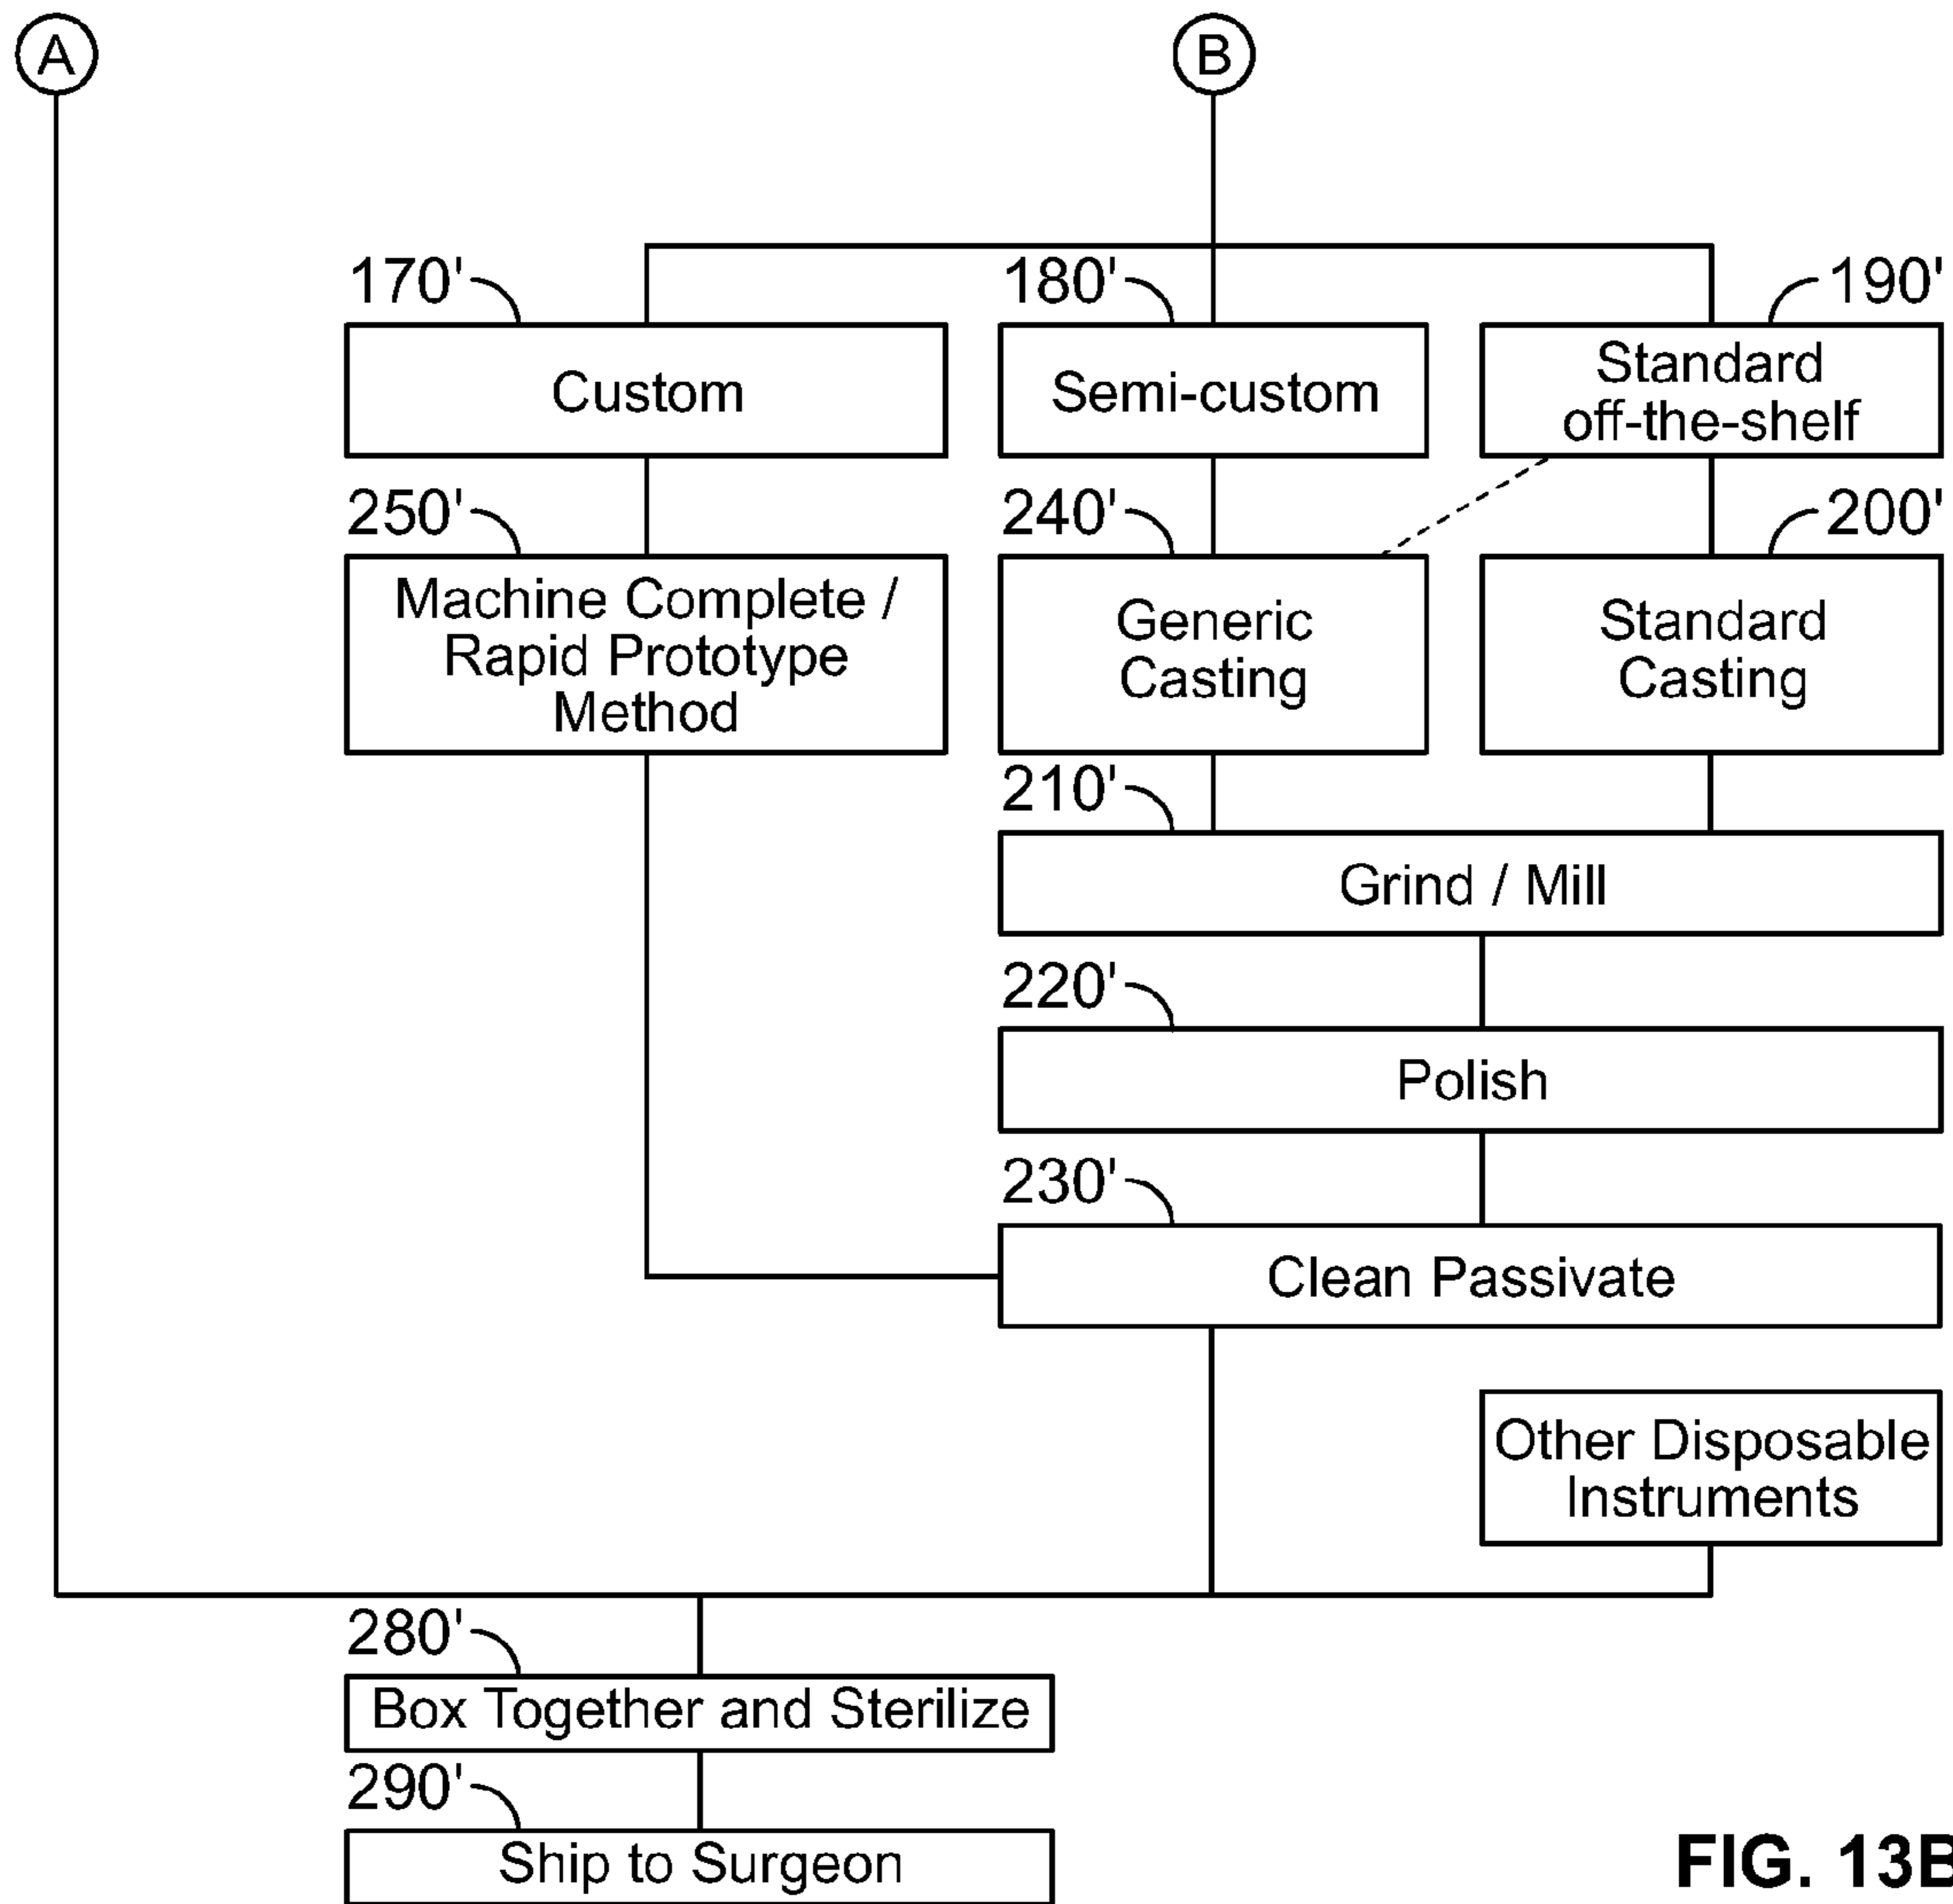 A
B
170'
180'
190'
Custom
Semi-custom
Standard
off-the-shelf
250'
240'
200'
Machine Complete /
Rapid Prototype
Method
Generic
Casting
Standard
Casting
210'
Grind / Mill
220'
Polish
230'
Clean Passivate
Other Disposable
Instruments
280'
Box Together and Sterilize
290'
Ship to Surgeon
FIG. 13B